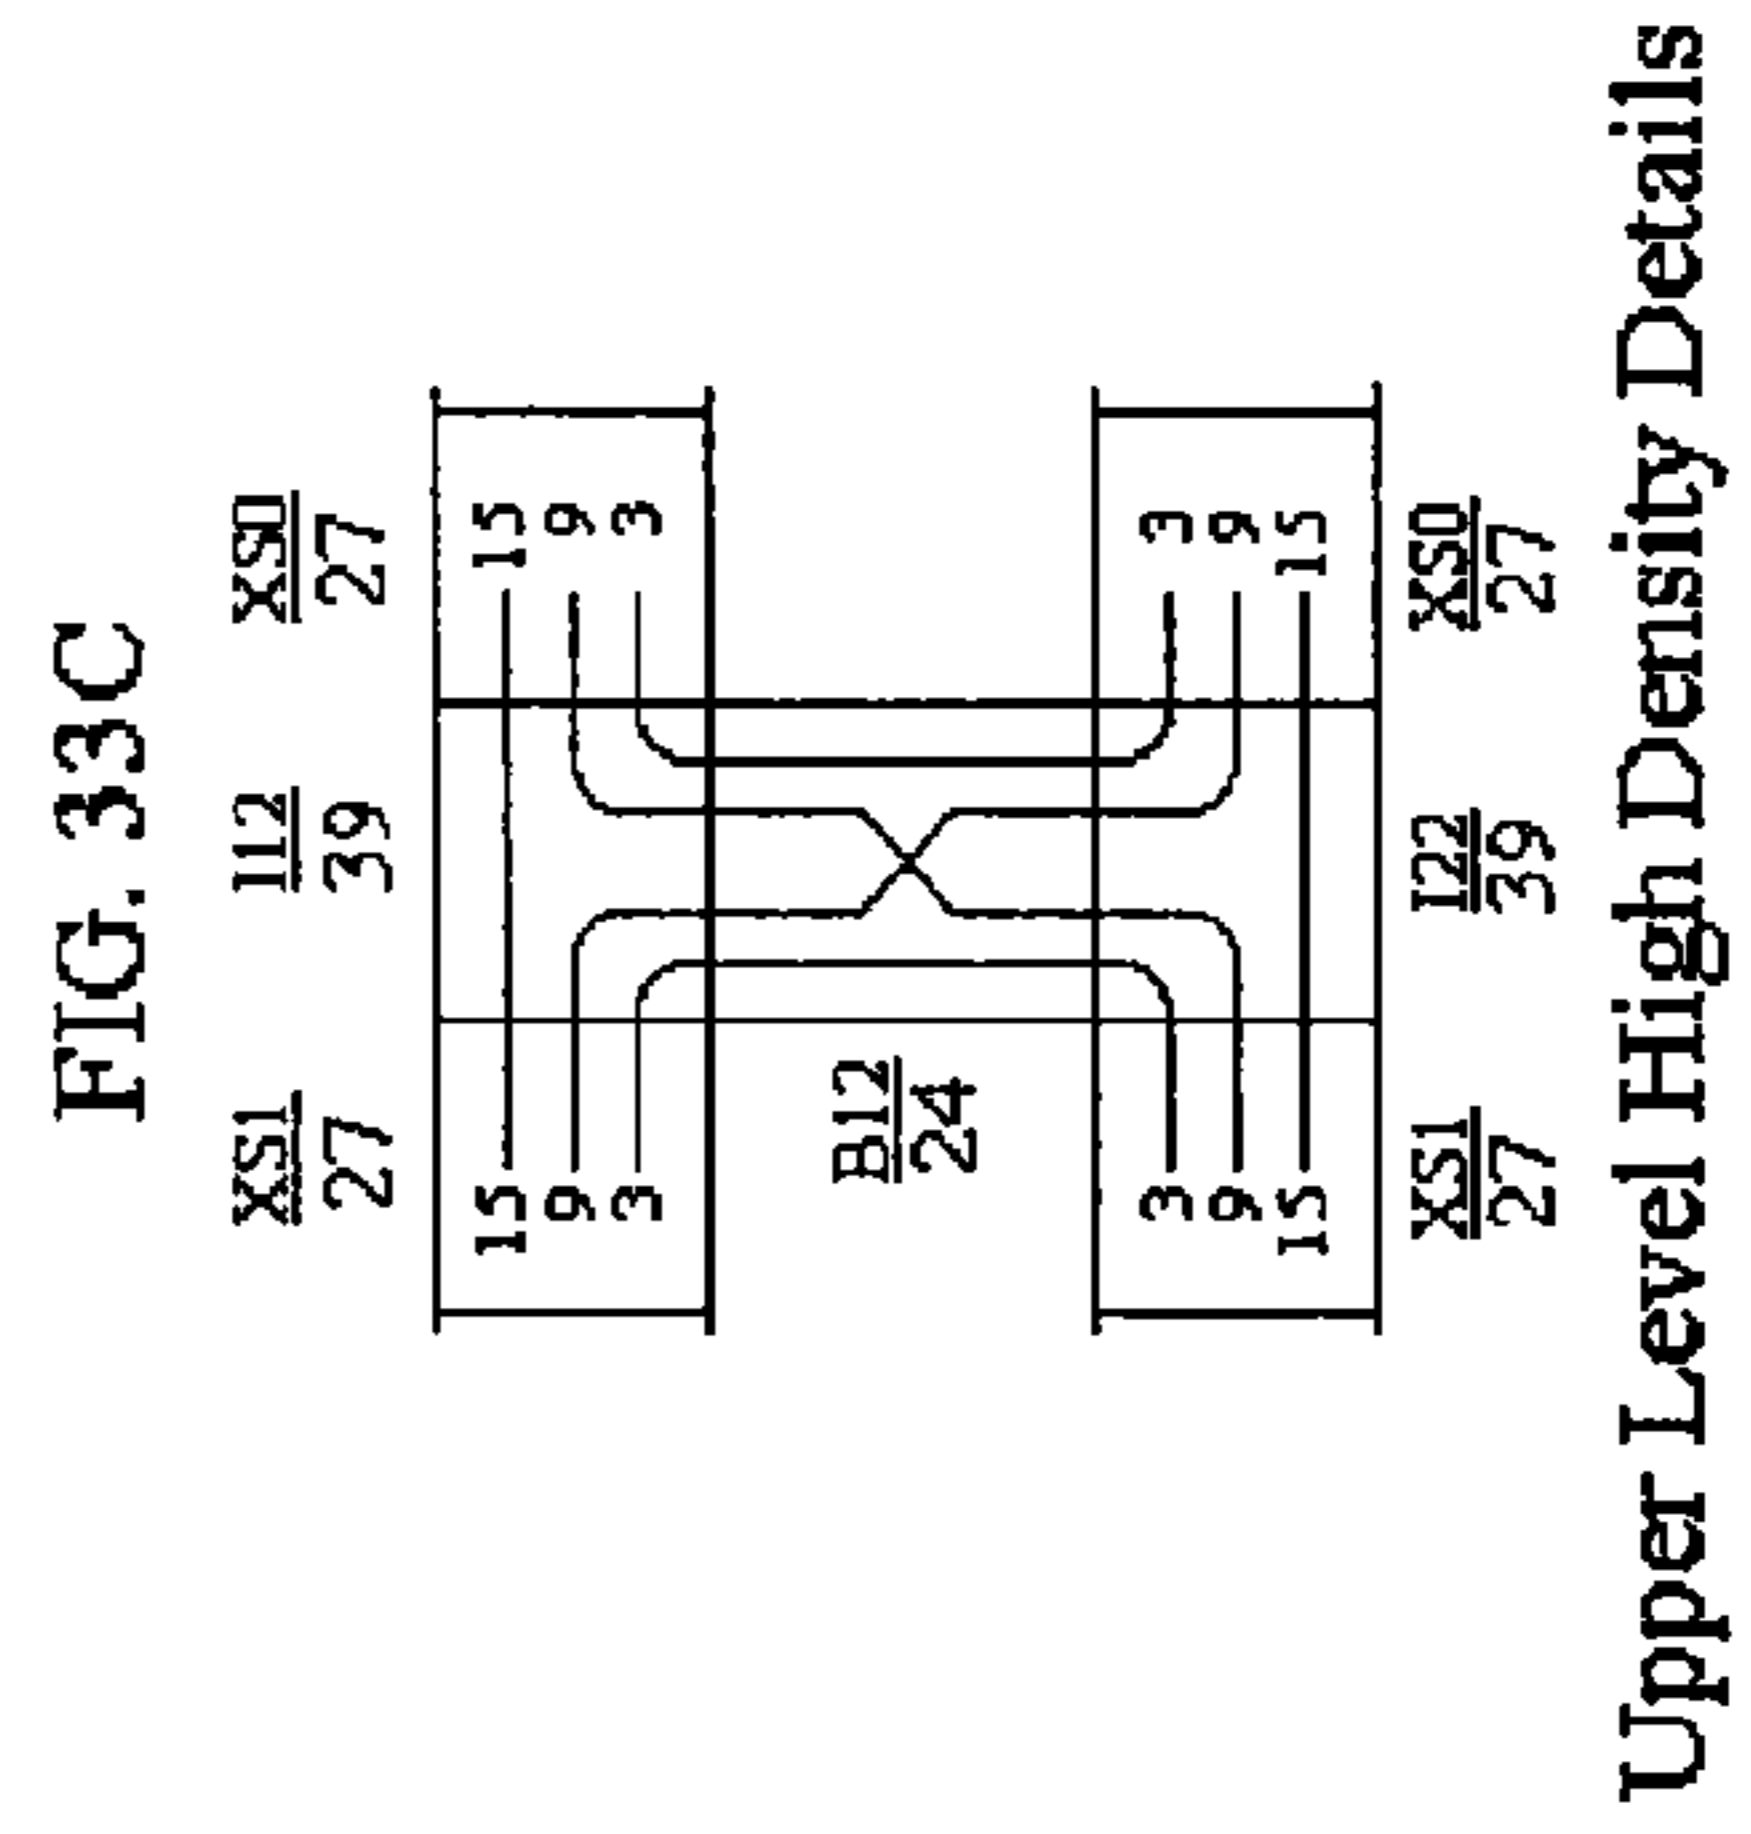 FIG. 33C
XS1 I12 XS0
27 39 27
15 15
9 9
3 3
B12
24
3 3
9 9
15 15
XS1 I22 XS0
27 39 27
Upper Level High Density Details